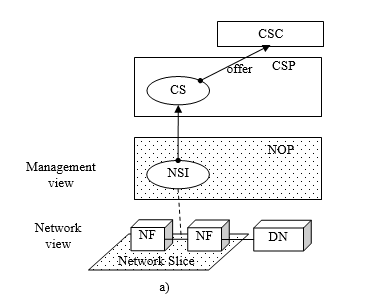 CSC
CSP
offer
CS
NOP
Management
view
NSI
Network
view
NF
NF
DN
Network Slice
a)